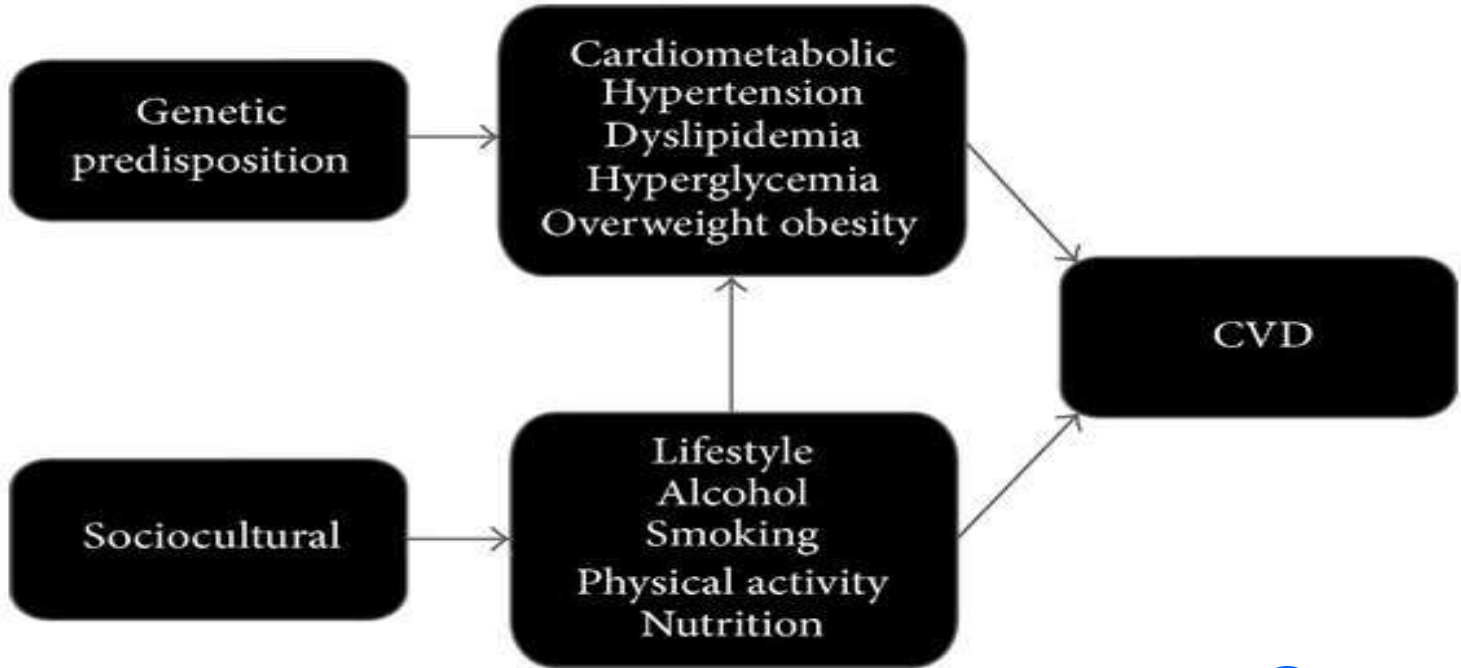 Genetic
predisposition
Cardiometabolic
Hypertension
Dyslipidemia
Hyperglycemia
Overweight obesity
CVD
Sociocultural
Lifestyle
Alcohol
Smoking
Physical activity
Nutrition